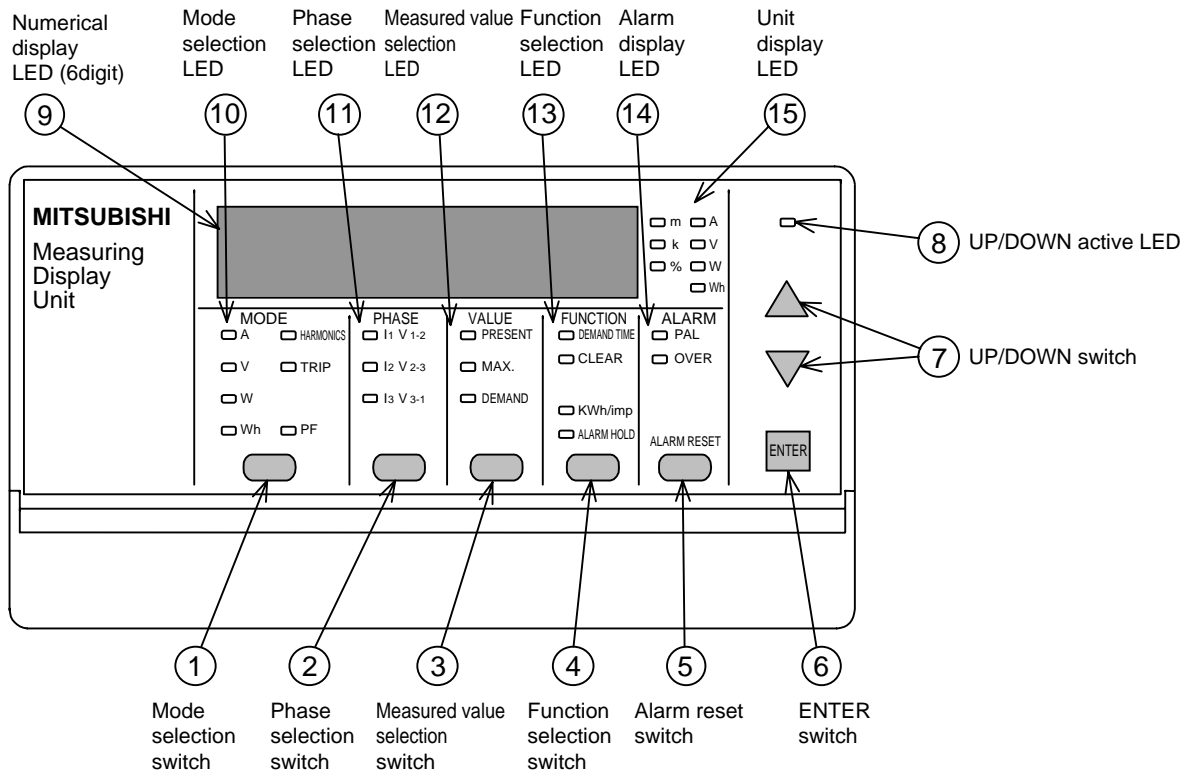 Numerical
display
LED (6digit)
Mode
selection
LED
Phase
selection
LED
Measured value
selection
LED
Function
selection
LED
Alarm
display
LED
Unit
display
LED
9
10
11
12
13
14
15
MITSUBISHI
Measuring
Display
Unit
m A
k V
% W
Wh
8 UP/DOWN active LED
7 UP/DOWN switch
MODE
A HARMONICS
V TRIP
W
Wh PF
PHASE
I1 V 1-2
I2 V 2-3
I3 V 3-1
VALUE
PRESENT
MAX.
DEMAND
FUNCTION
DEMAND TIME
CLEAR
KWh/imp
ALARM HOLD
ALARM
PAL
OVER
ALARM RESET
ENTER
1
2
3
4
5
6
Mode
selection
switch
Phase
selection
switch
Measured value
selection
switch
Function
selection
switch
Alarm reset
switch
ENTER
switch